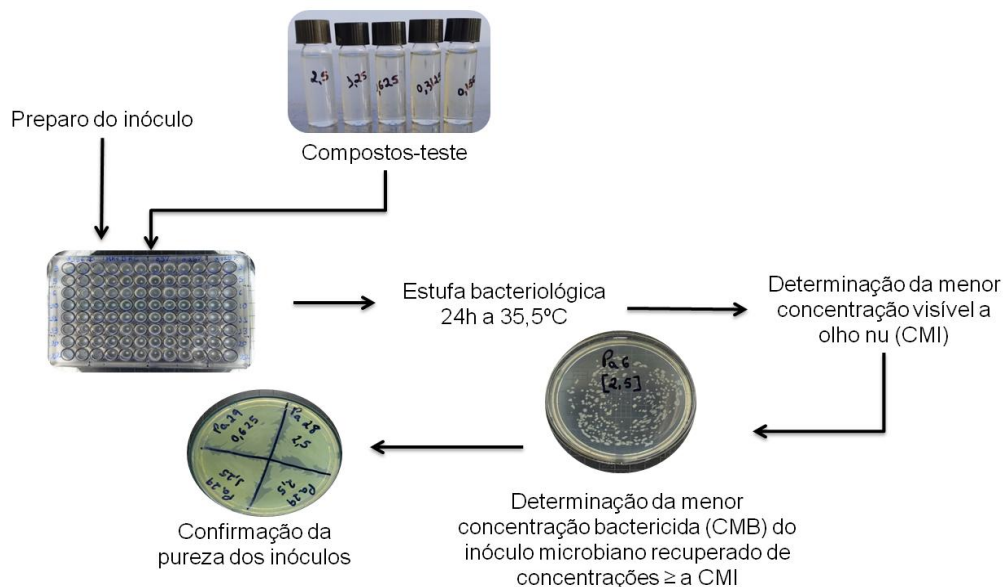 2,5
1,25
,625
0,3125
0,156
Preparo do inóculo
Compostos-teste
Estufa bacteriológica
24h a 35,5ºC
Determinação da menor
concentração visível a
olho nu (CMI)
Pa 6
[2,5]
Pa 29
0,625
Pa 28
2,5
1,25
Pa 29
2,5
Pa 29
Confirmação da
pureza dos inóculos
Determinação da menor
concentração bactericida (CMB) do
inóculo microbiano recuperado de
concentrações ≥ a CMI